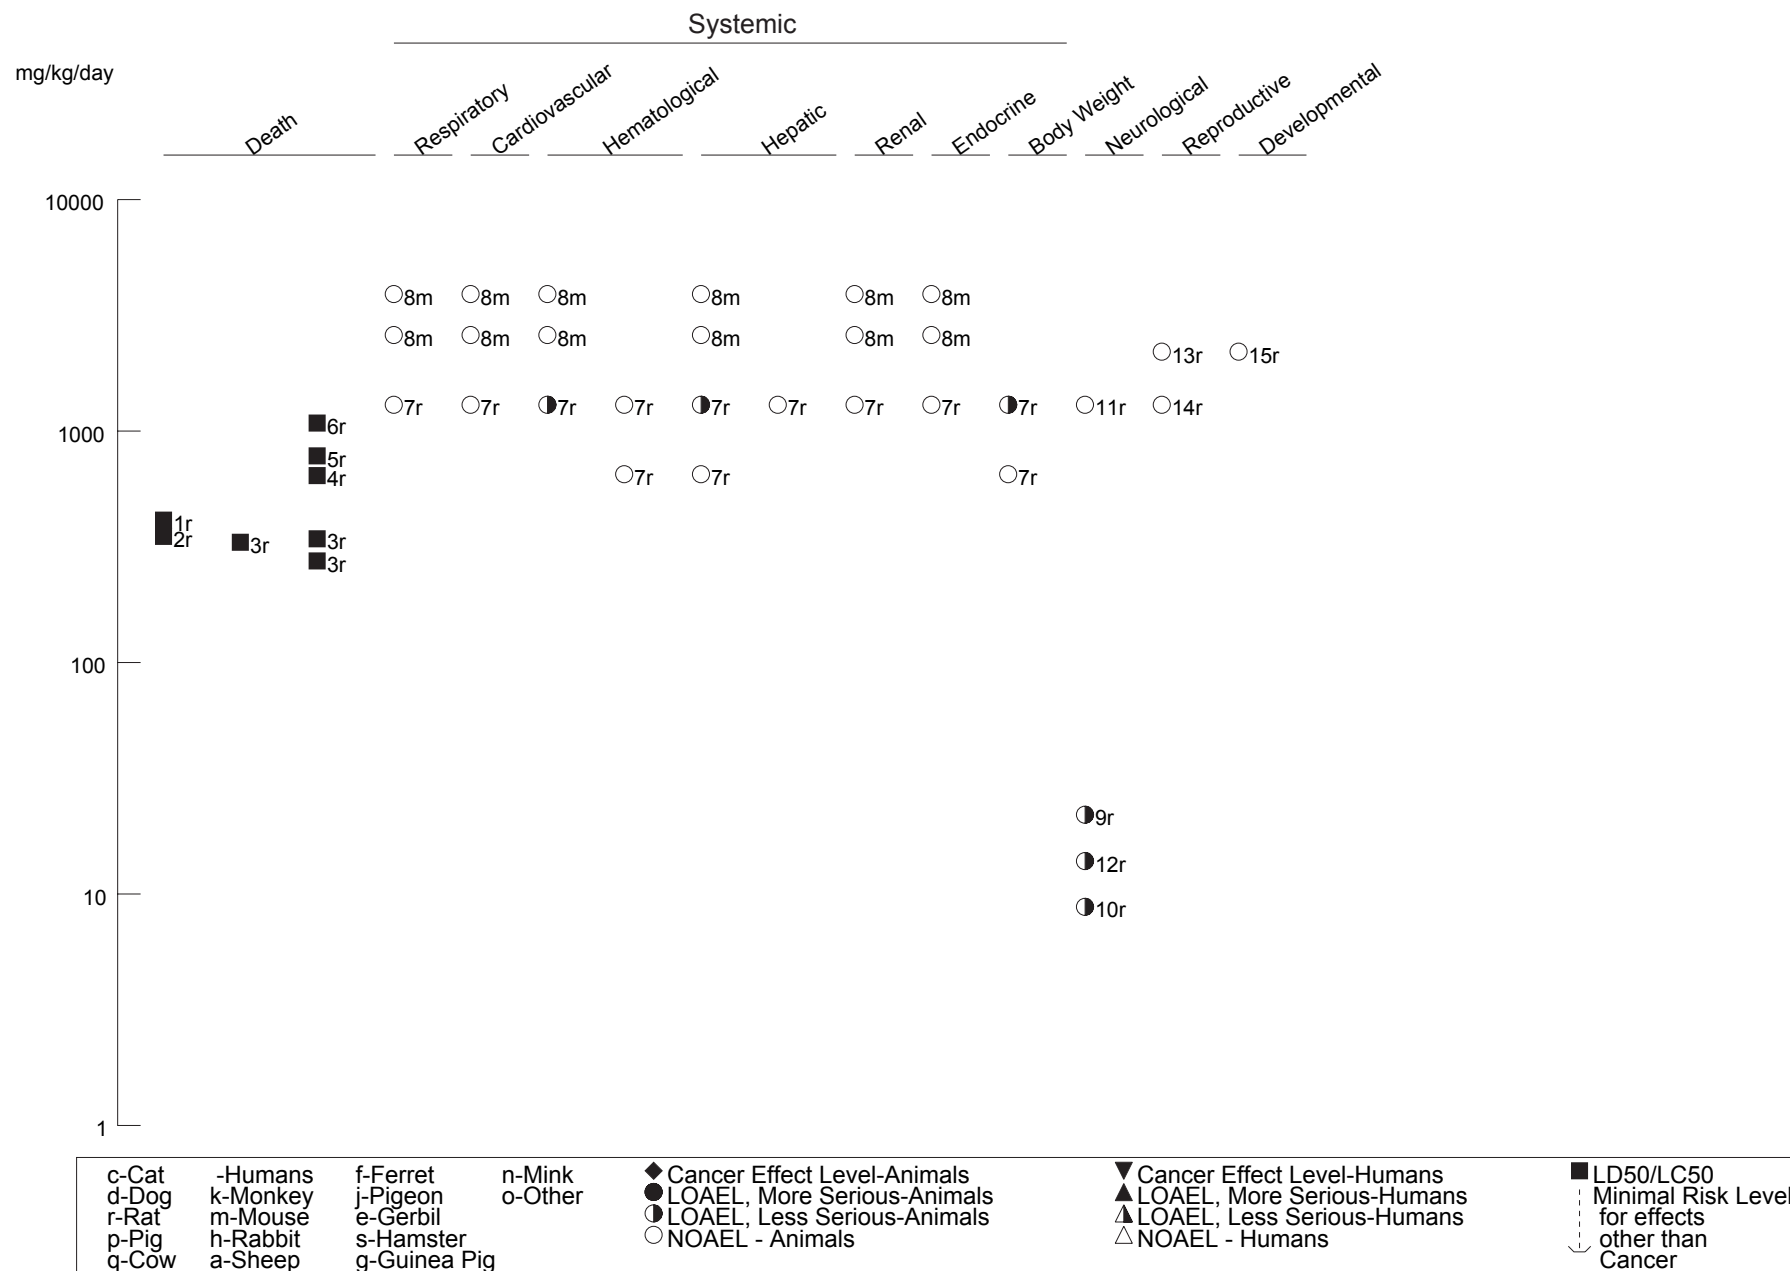 Systemic
mg/kg/day
Death Respiratory Cardiovascular Hematological Hepatic Renal Endocrine Body Weight Neurological Reproductive Developmental
10000
8m 8m 8m 8m 8m 8m
8m 8m 8m 8m 8m 8m
13r 15r
7r 7r 7r 7r 7r 7r 7r 7r 7r 11r 14r
6r
1000
5r
4r 7r 7r 7r
1r
2r 3r 3r
3r
100
9r
12r
10
10r
1
c-Cat -Humans f-Ferret n-Mink Cancer Effect Level-Animals Cancer Effect Level-Humans LD50/LC50
d-Dog k-Monkey j-Pigeon o-Other LOAEL, More Serious-Animals LOAEL, More Serious-Humans Minimal Risk Level
r-Rat m-Mouse e-Gerbil LOAEL, Less Serious-Animals LOAEL, Less Serious-Humans for effects
p-Pig h-Rabbit s-Hamster NOAEL - Animals NOAEL - Humans other than
q-Cow a-Sheep g-Guinea Pig Cancer